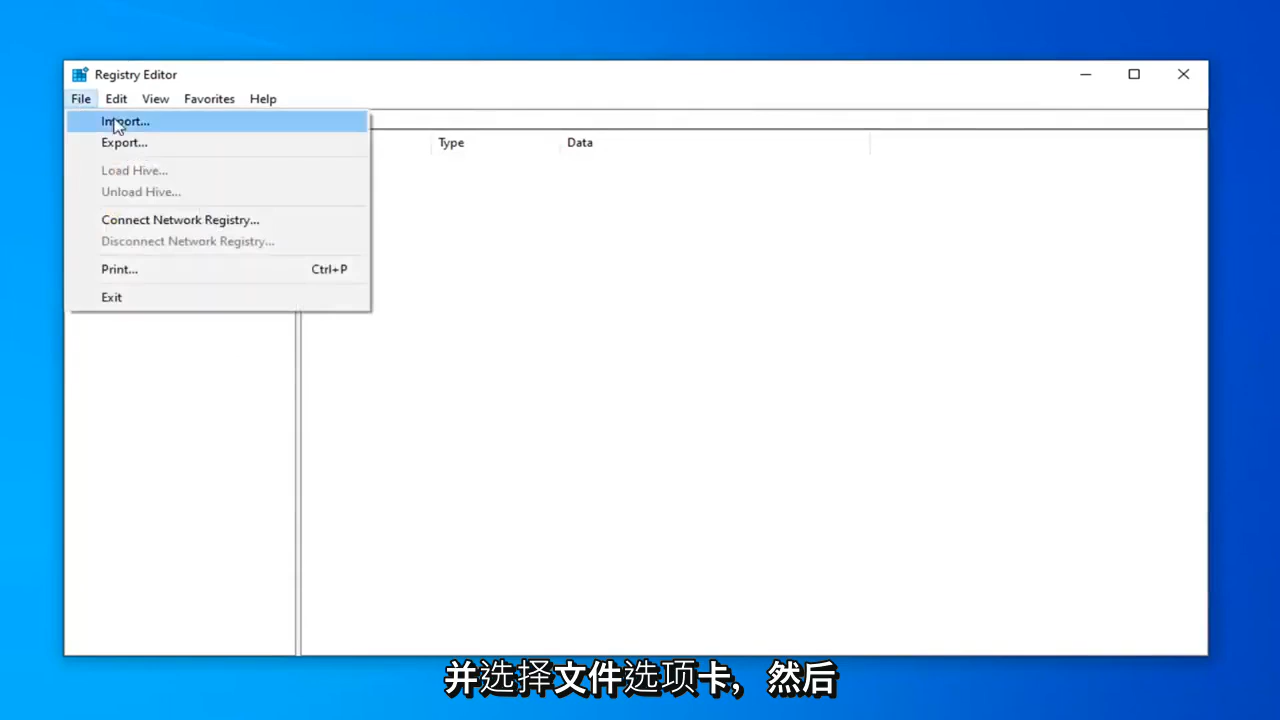 Registry Editor
File Edit View Favorites Help
Import...
Type Data
Export...
Load Hive...
Unload Hive...
Connect Network Registry...
Disconnect Network Registry...
Print... Ctrl+P
Exit
并选择文件选项卡，然后